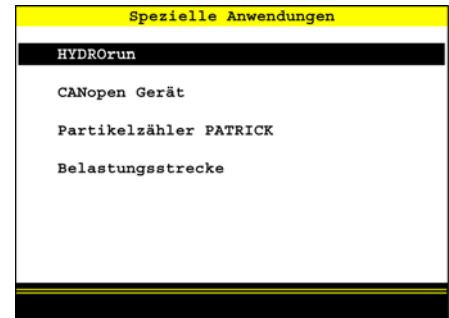 Spezielle Anwendungen
HYDROrun
CANopen Gerät
Partikelzähler PATRICK
Belastungsstrecke